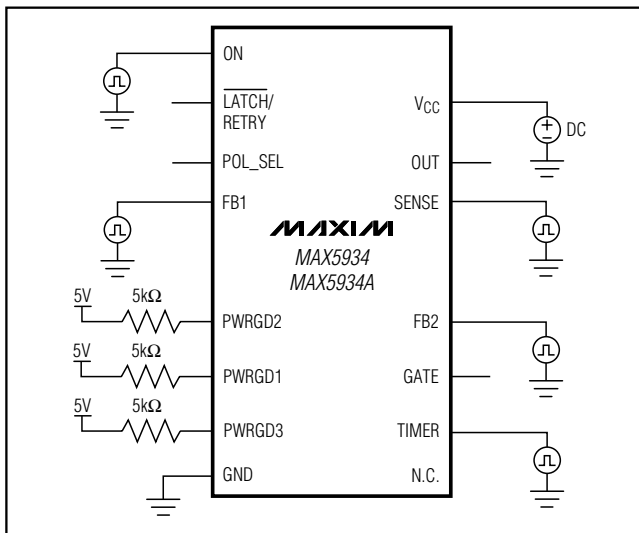 ON
LATCH/
RETRY
POL_SEL
FB1
5V
5kΩ
PWRGD2
5V
5kΩ
PWRGD1
5V
5kΩ
PWRGD3
GND
MAXIM
MAX5934
MAX5934A
VCC
DC
OUT
SENSE
FB2
GATE
TIMER
N.C.